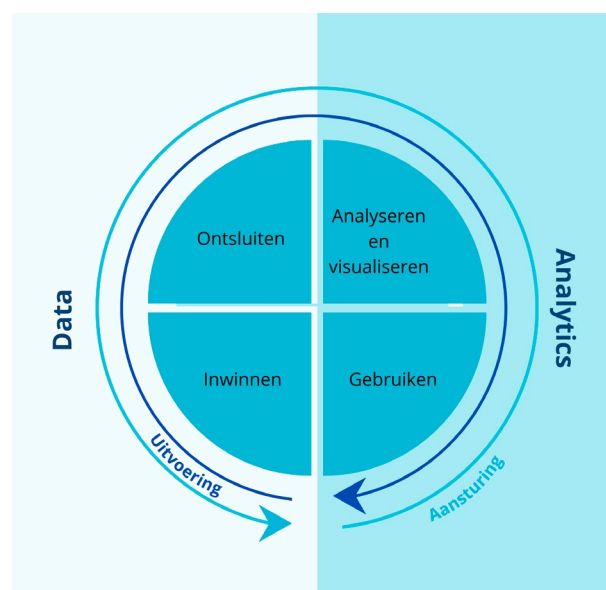 Ontsluiten
Analyseren
en
visualiseren
Data
Analytics
Inwinnen
Gebruiken
Uitvoering
Aansturing